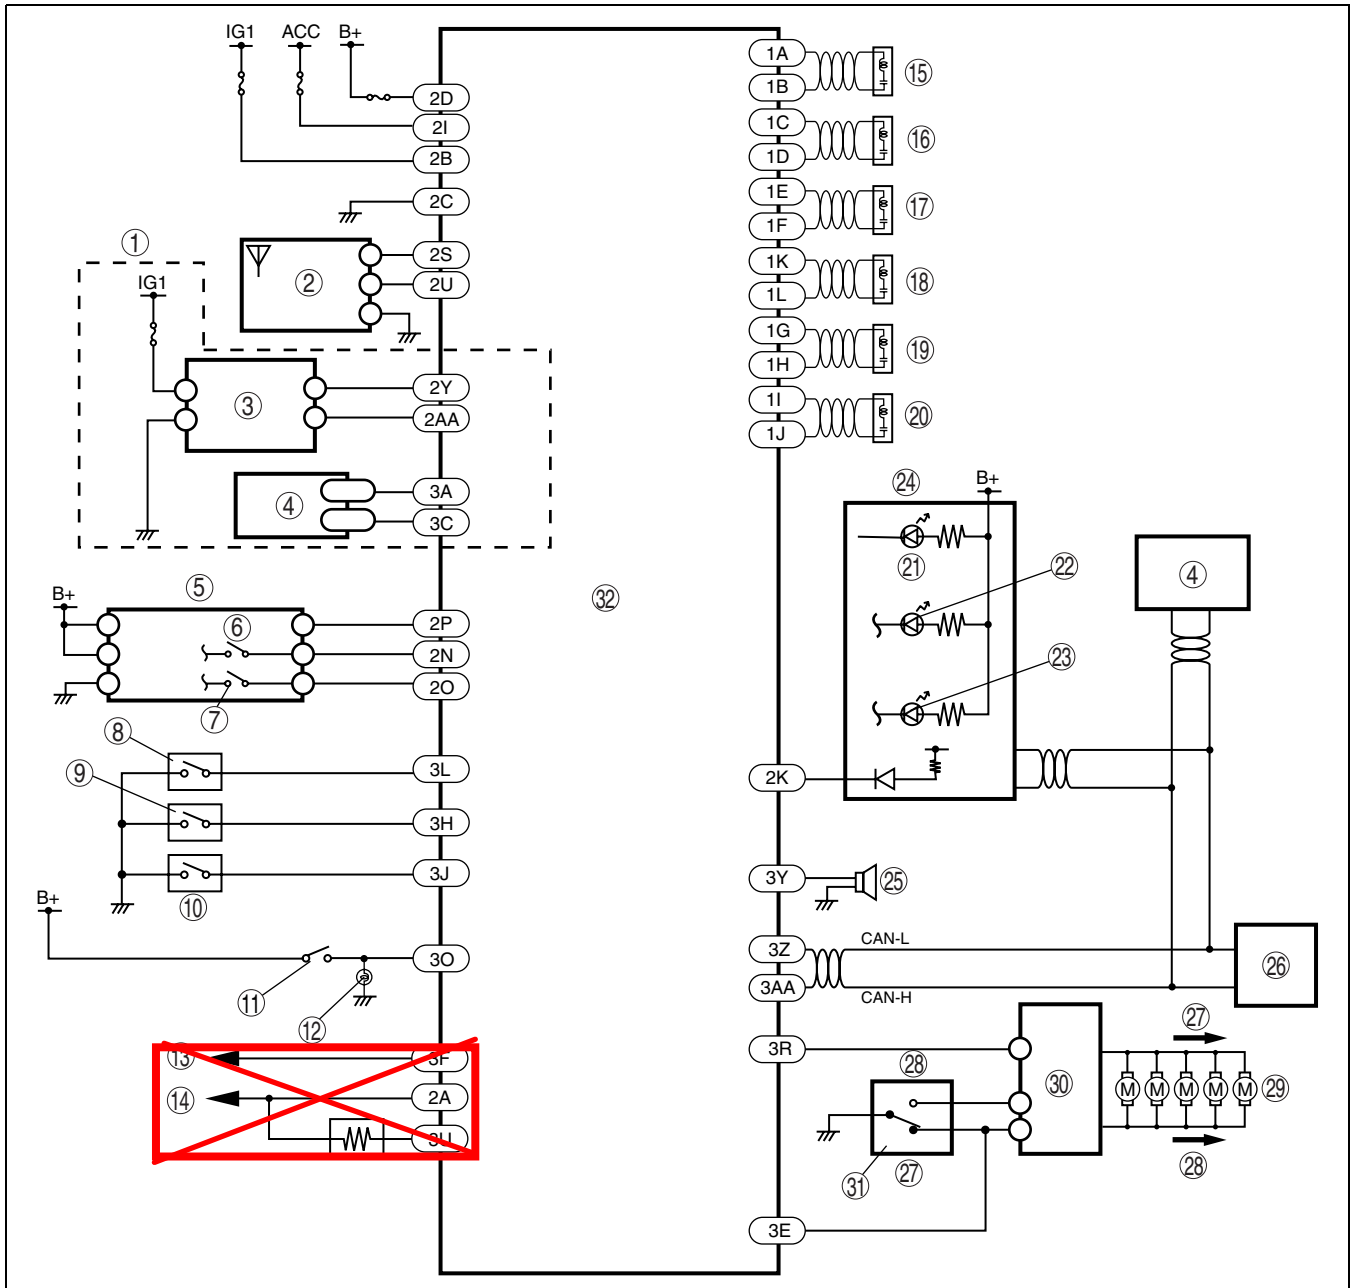 IG1 ACC B+
2D
2I
2B
2C
① IG1
② 2S
2U
③ 2Y
2AA
④ 3A
3C
B+ ⑤
⑥ 2P
2N
⑦ 2O
⑧ 3L
⑨ 3H
⑩ 3J
B+
⑪ ⑫ 3O
⑬ 3F
⑭ 2A
3U
㉜
1A
1B ⑮
1C
1D ⑯
1E
1F ⑰
1K
1L ⑱
1G
1H ⑲
1I
1J ⑳
㉔ B+
㉑
㉒
㉓
④
2K
3Y ㉕
3Z CAN-L
3AA CAN-H
㉖
3R
㉘
㉛ ㉗
㉚
㉗
M M M M M ㉙
㉘
3E